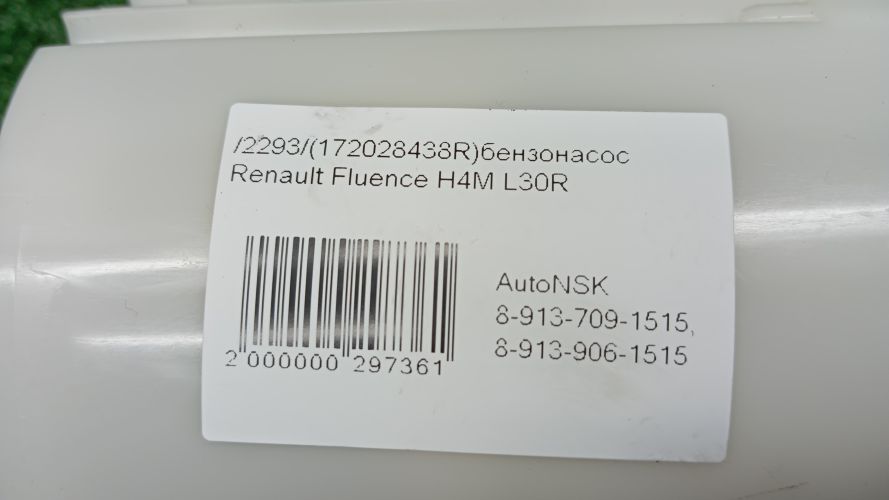 /2293/(172028438R)бензонасос
Renault Fluence H4M L30R
AutoNSK
8-913-709-1515,
8-913-906-1515
2 000000 297361